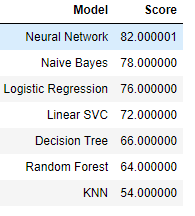 Model Score
Neural Network 82.000001
Naive Bayes 78.000000
Logistic Regression 76.000000
Linear SVC 72.000000
Decision Tree 66.000000
Random Forest 64.000000
KNN 54.000000